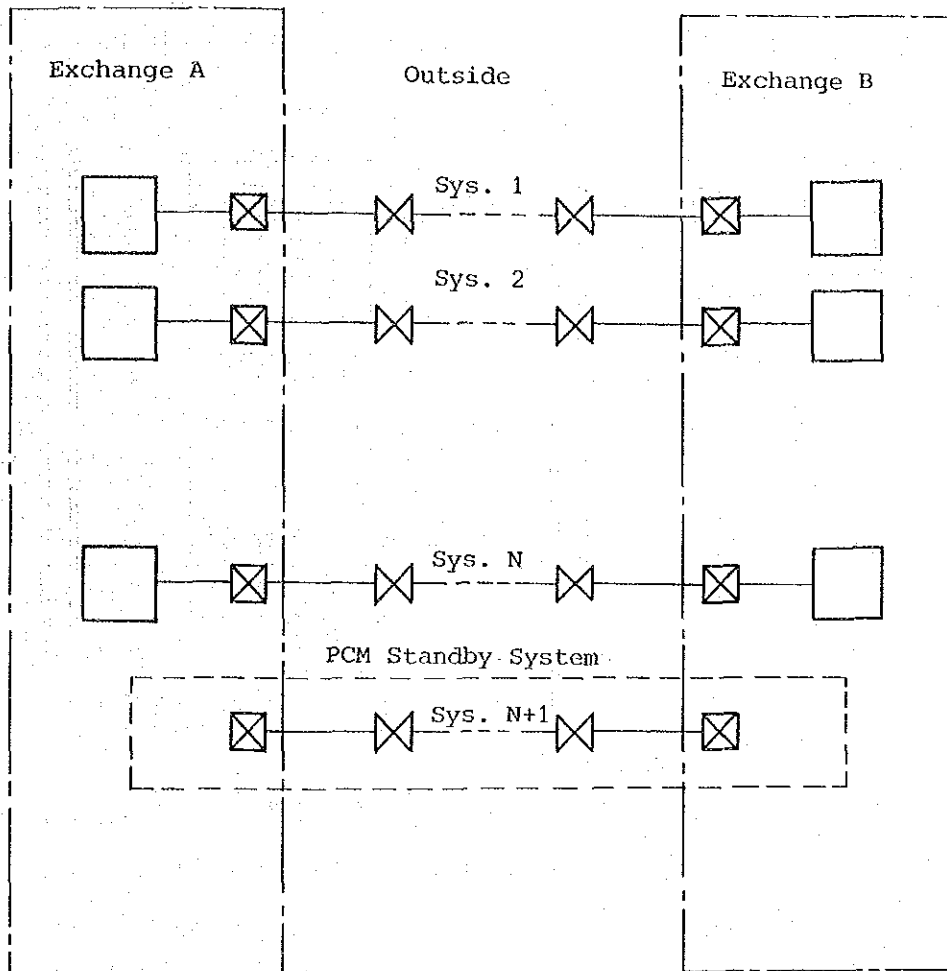 Exchange A
Outside
Exchange B
Sys. 1
Sys. 2
Sys. N
PCM Standby System
Sys. N+1